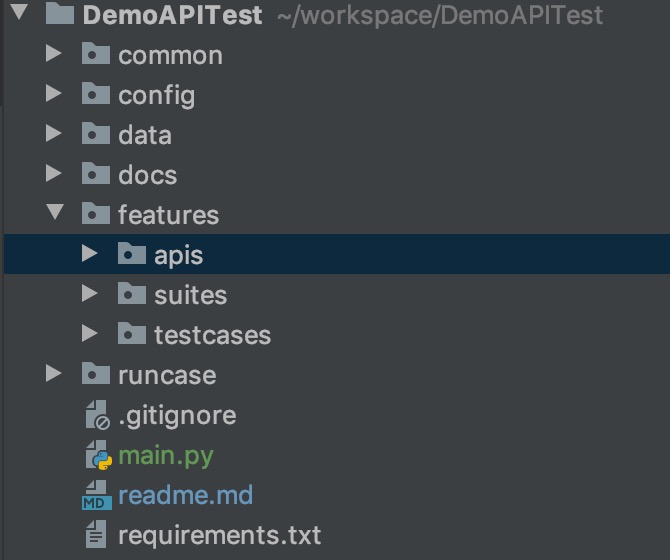 DemoAPITest ~/workspace/DemoAPITest
common
config
data
docs
features
apis
suites
testcases
runcase
.gitignore
main.py
MD readme.md
requirements.txt